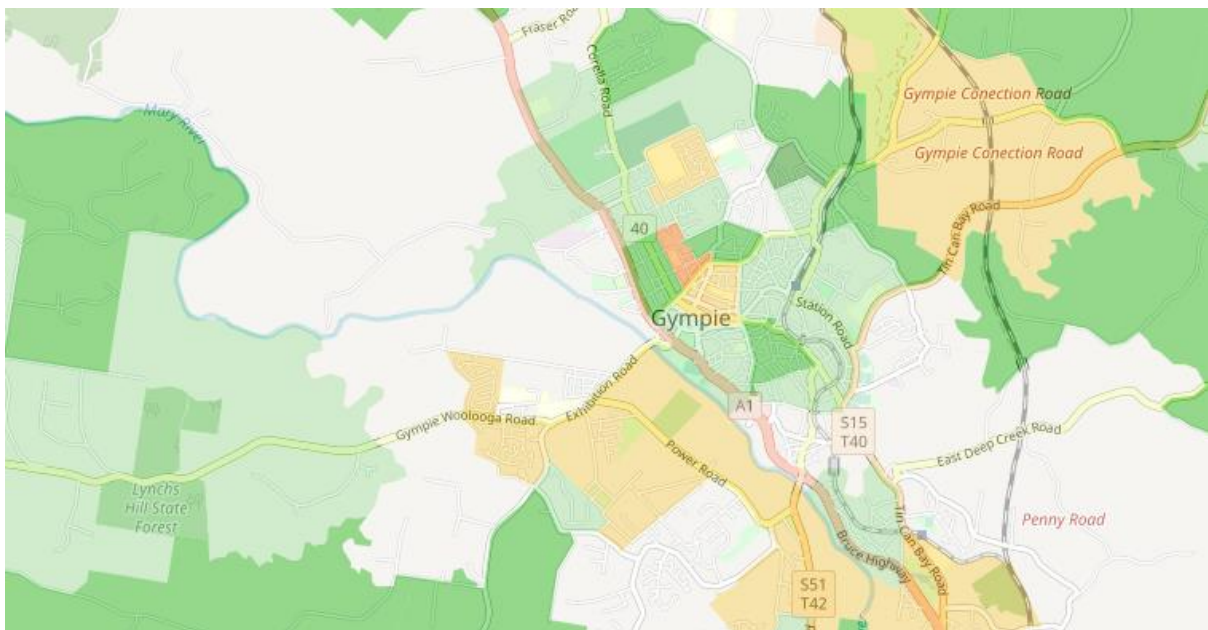 Fraser Road
Corella Road
Mary River
Gympie Conection Road
Gympie Conection Road
40
Tin Can Bay Road
Station Road
Gympie
Exhibition Road
A1
Gympie Woolooga Road
S15
T40
East Deep Creek Road
Power Road
Lynchs
Hill State
Forest
Penny Road
Tin Can Bay Road
Bruce Highway
S51
T42